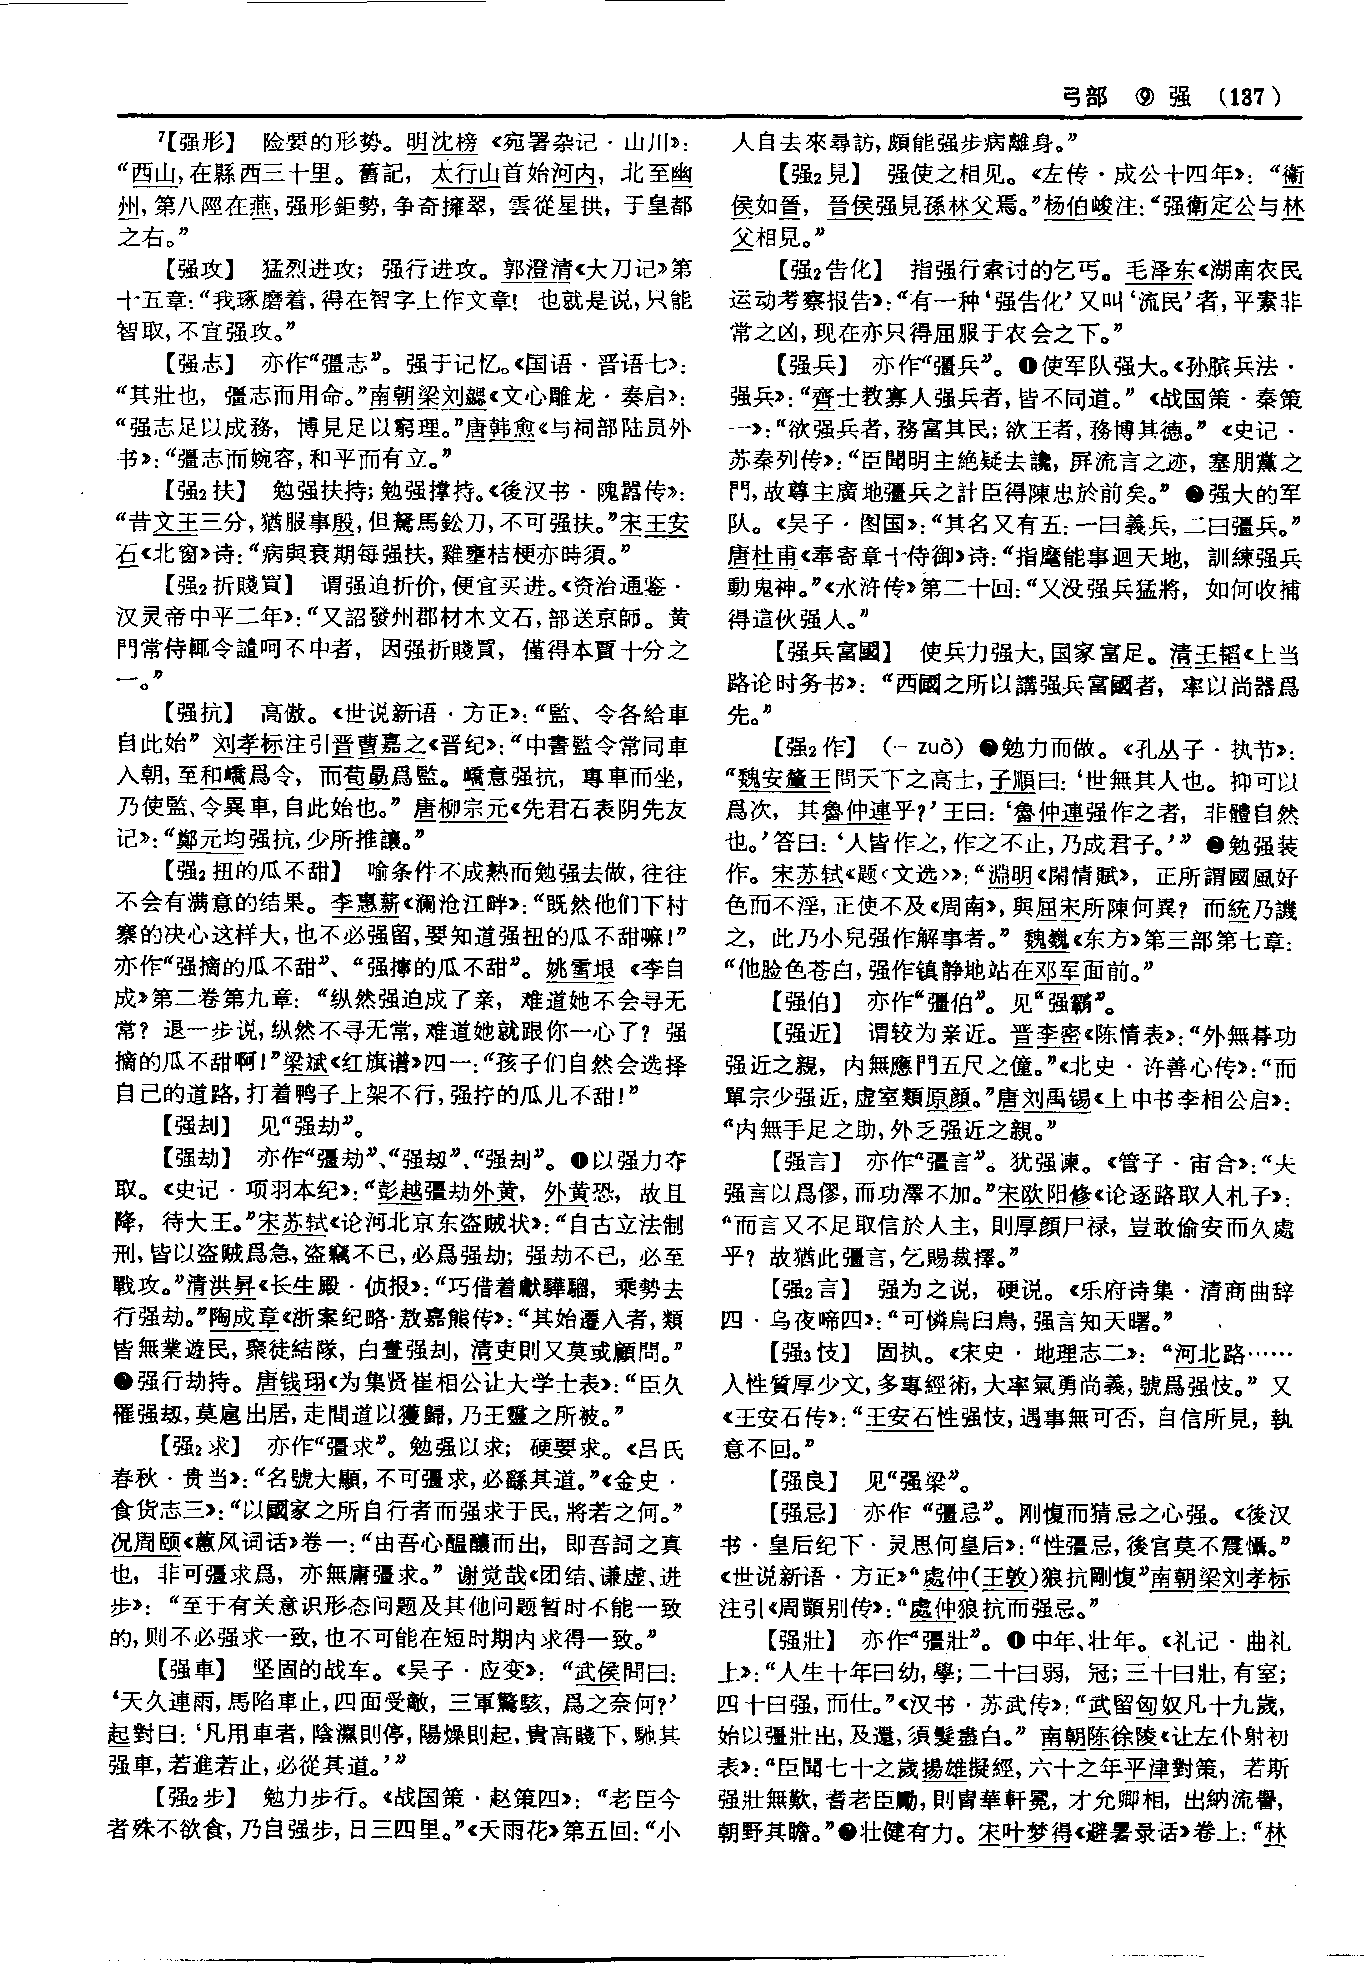 弓部 ⑨ 强 (137)
7【强形】 险要的形势。明沈榜《宛署杂记·山川》：
“西山，在縣西三十里。舊記，太行山首始河内，北至幽
州，第八陘在燕，强形鉅勢，争奇擁翠，雲從星拱，于皇都
之右。”
【强攻】 猛烈进攻；强行进攻。郭澄清《大刀记》第
十五章：“我琢磨着，得在智字上作文章！也就是说，只能
智取，不宜强攻。”
【强志】 亦作“彊志”。强于记忆。《国语·晋语七》：
“其壯也，彊志而用命。”南朝梁刘勰《文心雕龙·奏启》：
“强志足以成務，博見足以窮理。”唐韩愈《与祠部陆员外
书》：“彊志而婉容，和平而有立。”
【强2扶】 勉强扶持；勉强撑持。《後汉书·隗嚣传》：
“昔文王三分，猶服事殷，但駑馬鈆刀，不可强扶。”宋王安
石《北窗》诗：“病與衰期每强扶，雞壅桔梗亦時須。”
【强2折賤買】 谓强迫折价，便宜买进。《资治通鉴·
汉灵帝中平二年》：“又詔發州郡材木文石，部送京師。黄
門常侍輒令譴呵不中者，因强折賤買，僅得本賈十分之
一。”
【强抗】 高傲。《世说新语·方正》：“監、令各給車
自此始” 刘孝标注引晋曹嘉之《晋纪》：“中書監令常同車
入朝，至和嶠爲令，而荀勗爲監。嶠意强抗，專車而坐，
乃使監、令異車，自此始也。”唐柳宗元《先君石表阴先友
记》：“鄭元均强抗，少所推讓。”
【强2扭的瓜不甜】 喻条件不成熟而勉强去做，往往
不会有满意的结果。李惠薪《澜沧江畔》：“既然他们下村
寨的决心这样大，也不必强留，要知道强扭的瓜不甜嘛！”
亦作“强摘的瓜不甜”、“强擰的瓜不甜”。姚雪垠《李自
成》第二卷第九章：“纵然强迫成了亲，难道她不会寻无
常？退一步说，纵然不寻无常，难道她就跟你一心了？强
摘的瓜不甜啊！”梁斌《红旗谱》四一：“孩子们自然会选择
自己的道路，打着鸭子上架不行，强拧的瓜儿不甜！”
【强刦】 见“强劫”。
【强劫】 亦作“彊劫”、“强刼”、“强刦”。❶以强力夺
取。《史记·项羽本纪》：“彭越彊劫外黄，外黄恐，故且
降，待大王。”宋苏轼《论河北京东盗贼状》：“自古立法制
刑，皆以盗賊爲急，盗竊不已，必爲强劫；强劫不已，必至
戰攻。”清洪昇《长生殿·侦报》：“巧借着獻驊騮，乘勢去
行强劫。”陶成章《浙案纪略·敖嘉熊传》：“其始遷入者，類
皆無業遊民，聚徒結隊，白晝强刦，清吏則又莫或顧問。”
❷强行劫持。唐钱珝《为集贤崔相公让大学士表》：“臣久
罹强刼，莫扈出居，走間道以獲歸，乃王靈之所被。”
【强2求】 亦作“彊求”。勉强以求；硬要求。《吕氏
春秋·贵当》：“名號大顯，不可彊求，必繇其道。”《金史·
食货志三》：“以國家之所自行者而强求于民，將若之何。”
况周颐《蕙风词话》卷一：“由吾心醖釀而出，即吾詞之真
也，非可彊求爲，亦無庸彊求。”谢觉哉《团结、谦虚、进
步》：“至于有关意识形态问题及其他问题暂时不能一致
的，则不必强求一致，也不可能在短时期内求得一致。”
【强車】 坚固的战车。《吴子·应变》：“武侯問曰：
‘天久連雨，馬陷車止，四面受敵，三軍驚駭，爲之奈何？’
起對曰：‘凡用車者，陰濕則停，陽燥則起，貴高賤下，馳其
强車，若進若止，必從其道。’”
【强2步】 勉力步行。《战国策·赵策四》：“老臣今
者殊不欲食，乃自强步，日三四里。”《天雨花》第五回：“小
人自去來尋訪，頗能强步病離身。”
【强2見】 强使之相见。《左传·成公十四年》：“衛
侯如晉，晉侯强見孫林父焉。”杨伯峻注：“强衛定公与林
父相見。”
【强2告化】 指强行索讨的乞丐。毛泽东《湖南农民
运动考察报告》：“有一种‘强告化’又叫‘流民’者，平素非
常之凶，现在亦只得屈服于农会之下。”
【强兵】 亦作“彊兵”。❶使军队强大。《孙膑兵法·
强兵》：“齊士教寡人强兵者，皆不同道。”《战国策·秦策
一》：“欲强兵者，務富其民；欲王者，務博其德。”《史记·
苏秦列传》：“臣聞明主絶疑去讒，屏流言之迹，塞朋黨之
門，故尊主廣地彊兵之計臣得陳忠於前矣。”❷强大的军
队。《吴子·图国》：“其名又有五：一曰義兵，二曰彊兵。”
唐杜甫《奉寄章十侍御》诗：“指麾能事迴天地，訓練强兵
動鬼神。”《水浒传》第二十回：“又没强兵猛將，如何收捕
得這伙强人。”
【强兵富國】 使兵力强大，国家富足。清王韬《上当
路论时务书》：“西國之所以講强兵富國者，率以尚器爲
先。”
【强2作】 （－zuò）❶勉力而做。《孔丛子·执节》：
“魏安釐王問天下之高士，子順曰：‘世無其人也。抑可以
爲次，其魯仲連乎？’王曰：‘魯仲連强作之者，非體自然
也。’答曰：‘人皆作之，作之不止，乃成君子。’”❷勉强装
作。宋苏轼《题〈文选〉》：“淵明《閑情賦》，正所謂國風好
色而不淫，正使不及《周南》，與屈宋所陳何異？而統乃譏
之，此乃小兒强作解事者。”魏巍《东方》第三部第七章：
“他脸色苍白，强作镇静地站在邓军面前。”
【强伯】 亦作“彊伯”。见“强霸”。
【强近】 谓较为亲近。晋李密《陈情表》：“外無朞功
强近之親，内無應門五尺之僮。”《北史·许善心传》：“而
單宗少强近，虚室類原顔。”唐刘禹锡《上中书李相公启》：
“内無手足之助，外乏强近之親。”
【强言】 亦作“彊言”。犹强谏。《管子·宙合》：“夫
强言以爲僇，而功澤不加。”宋欧阳修《论逐路取人札子》：
“而言又不足取信於人主，則厚顔尸禄，豈敢偷安而久處
乎？故猶此彊言，乞賜裁擇。”
【强2言】 强为之说，硬说。《乐府诗集·清商曲辞
四·乌夜啼四》：“可憐烏臼鳥，强言知天曙。”
【强3忮】 固执。《宋史·地理志二》：“河北路……
人性質厚少文，多專經術，大率氣勇尚義，號爲强忮。”又
《王安石传》：“王安石性强忮，遇事無可否，自信所見，執
意不回。”
【强良】 见“强梁”。
【强忌】 亦作“彊忌”。刚愎而猜忌之心强。《後汉
书·皇后纪下·灵思何皇后》：“性彊忌，後宫莫不震懾。”
《世说新语·方正》“處仲（王敦）狼抗剛愎”南朝梁刘孝标
注引《周顗别传》：“處仲狼抗而强忌。”
【强壯】 亦作“彊壯”。❶中年、壮年。《礼记·曲礼
上》：“人生十年曰幼，學；二十曰弱，冠；三十曰壯，有室；
四十曰强，而仕。”《汉书·苏武传》：“武留匈奴凡十九歲，
始以彊壯出，及還，須髮盡白。”南朝陈徐陵《让左仆射初
表》：“臣聞七十之歲揚雄擬經，六十之年平津對策，若斯
强壯無歎，耆老臣勵，則胄華軒冕，才允卿相，出納流譽，
朝野其瞻。”❷壮健有力。宋叶梦得《避暑录话》卷上：“林